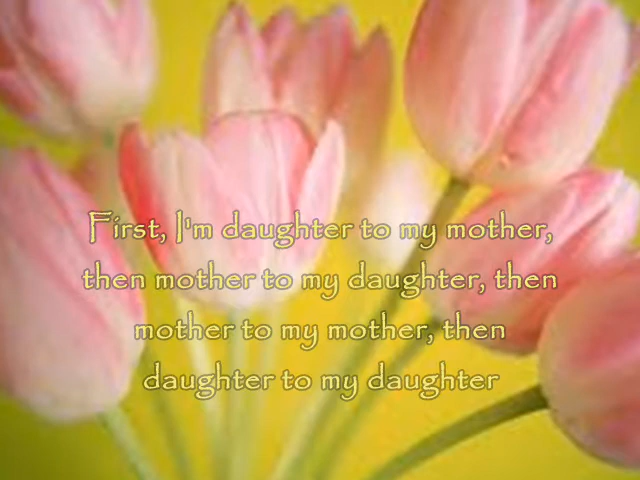 First, I'm daughter to my mother,
then mother to my daughter, then
mother to my mother, then
daughter to my daughter